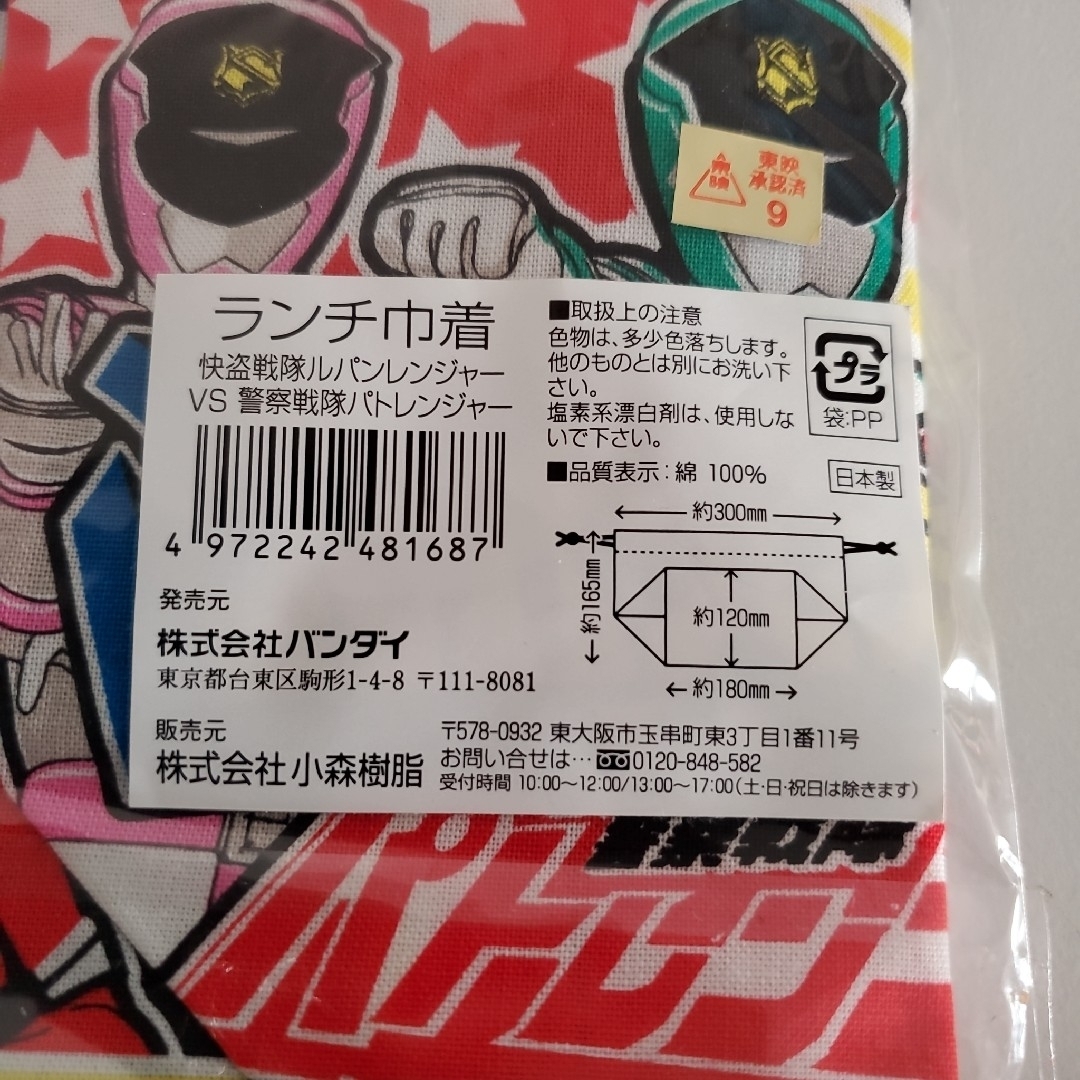 東映
東映
承認済
9
ランチ巾着
快盗戦隊ルパンレンジャー
VS 警察戦隊パトレンジャー
4 972242 481687
発売元
株式会社バンダイ
東京都台東区駒形1-4-8 〒111-8081
販売元
株式会社小森樹脂
■取扱上の注意
色物は、多少色落ちします。
他のものとは別にお洗い下
さい。
塩素系漂白剤は、使用しな
いで下さい。
■品質表示：綿 100%
プラ
袋:PP
日本製
約300mm
約165mm
約120mm
約180mm
〒578-0932 東大阪市玉串町東3丁目1番11号
お問い合せは…0120-848-582
受付時間 10:00〜12:00/13:00〜17:00(土・日・祝日は除きます)
警察戦隊
パトレン